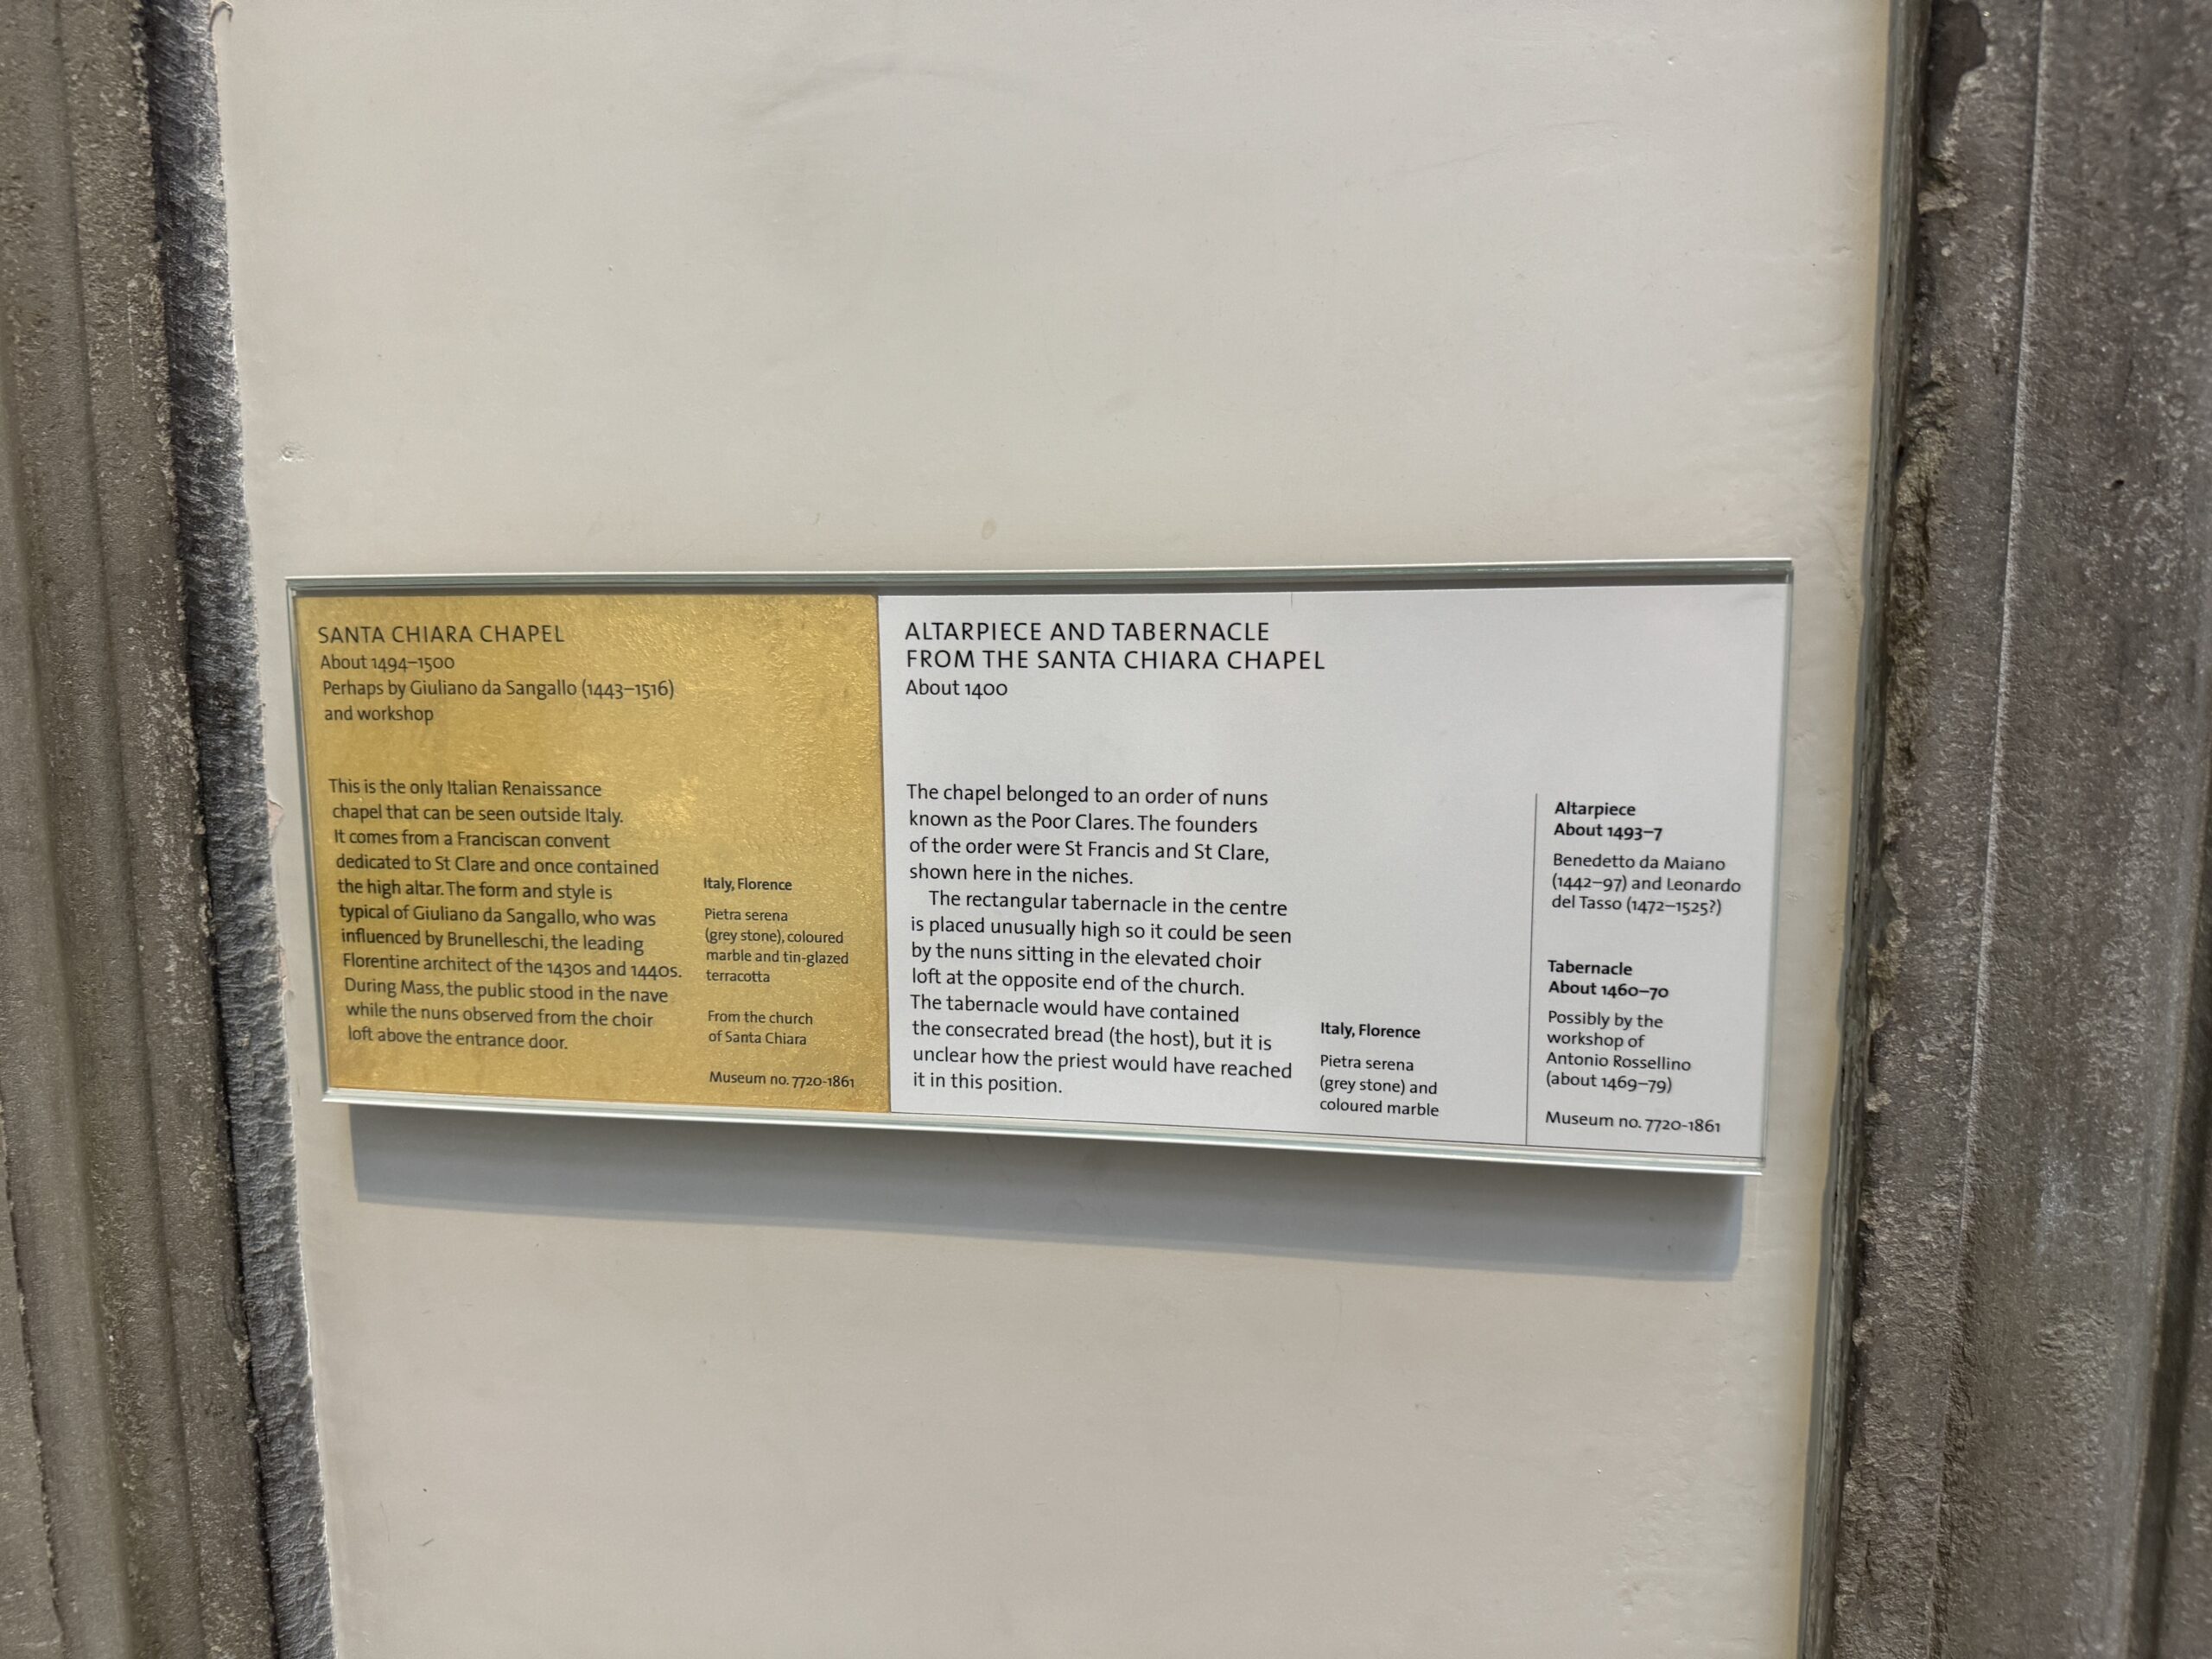 SANTA CHIARA CHAPEL
About 1494–1500
Perhaps by Giuliano da Sangallo (1443–1516)
and workshop
This is the only Italian Renaissance
chapel that can be seen outside Italy.
It comes from a Franciscan convent
dedicated to St Clare and once contained
the high altar. The form and style is
typical of Giuliano da Sangallo, who was
influenced by Brunelleschi, the leading
Florentine architect of the 1430s and 1440s.
During Mass, the public stood in the nave
while the nuns observed from the choir
loft above the entrance door.
Italy, Florence
Pietra serena
(grey stone), coloured
marble and tin-glazed
terracotta
From the church
of Santa Chiara
Museum no. 7720-1861
ALTARPIECE AND TABERNACLE
FROM THE SANTA CHIARA CHAPEL
About 1400
The chapel belonged to an order of nuns
known as the Poor Clares. The founders
of the order were St Francis and St Clare,
shown here in the niches.
The rectangular tabernacle in the centre
is placed unusually high so it could be seen
by the nuns sitting in the elevated choir
loft at the opposite end of the church.
The tabernacle would have contained
the consecrated bread (the host), but it is
unclear how the priest would have reached
it in this position.
Italy, Florence
Pietra serena
(grey stone) and
coloured marble
Altarpiece
About 1493–7
Benedetto da Maiano
(1442–97) and Leonardo
del Tasso (1472–1525?)
Tabernacle
About 1460–70
Possibly by the
workshop of
Antonio Rossellino
(about 1469–79)
Museum no. 7720-1861